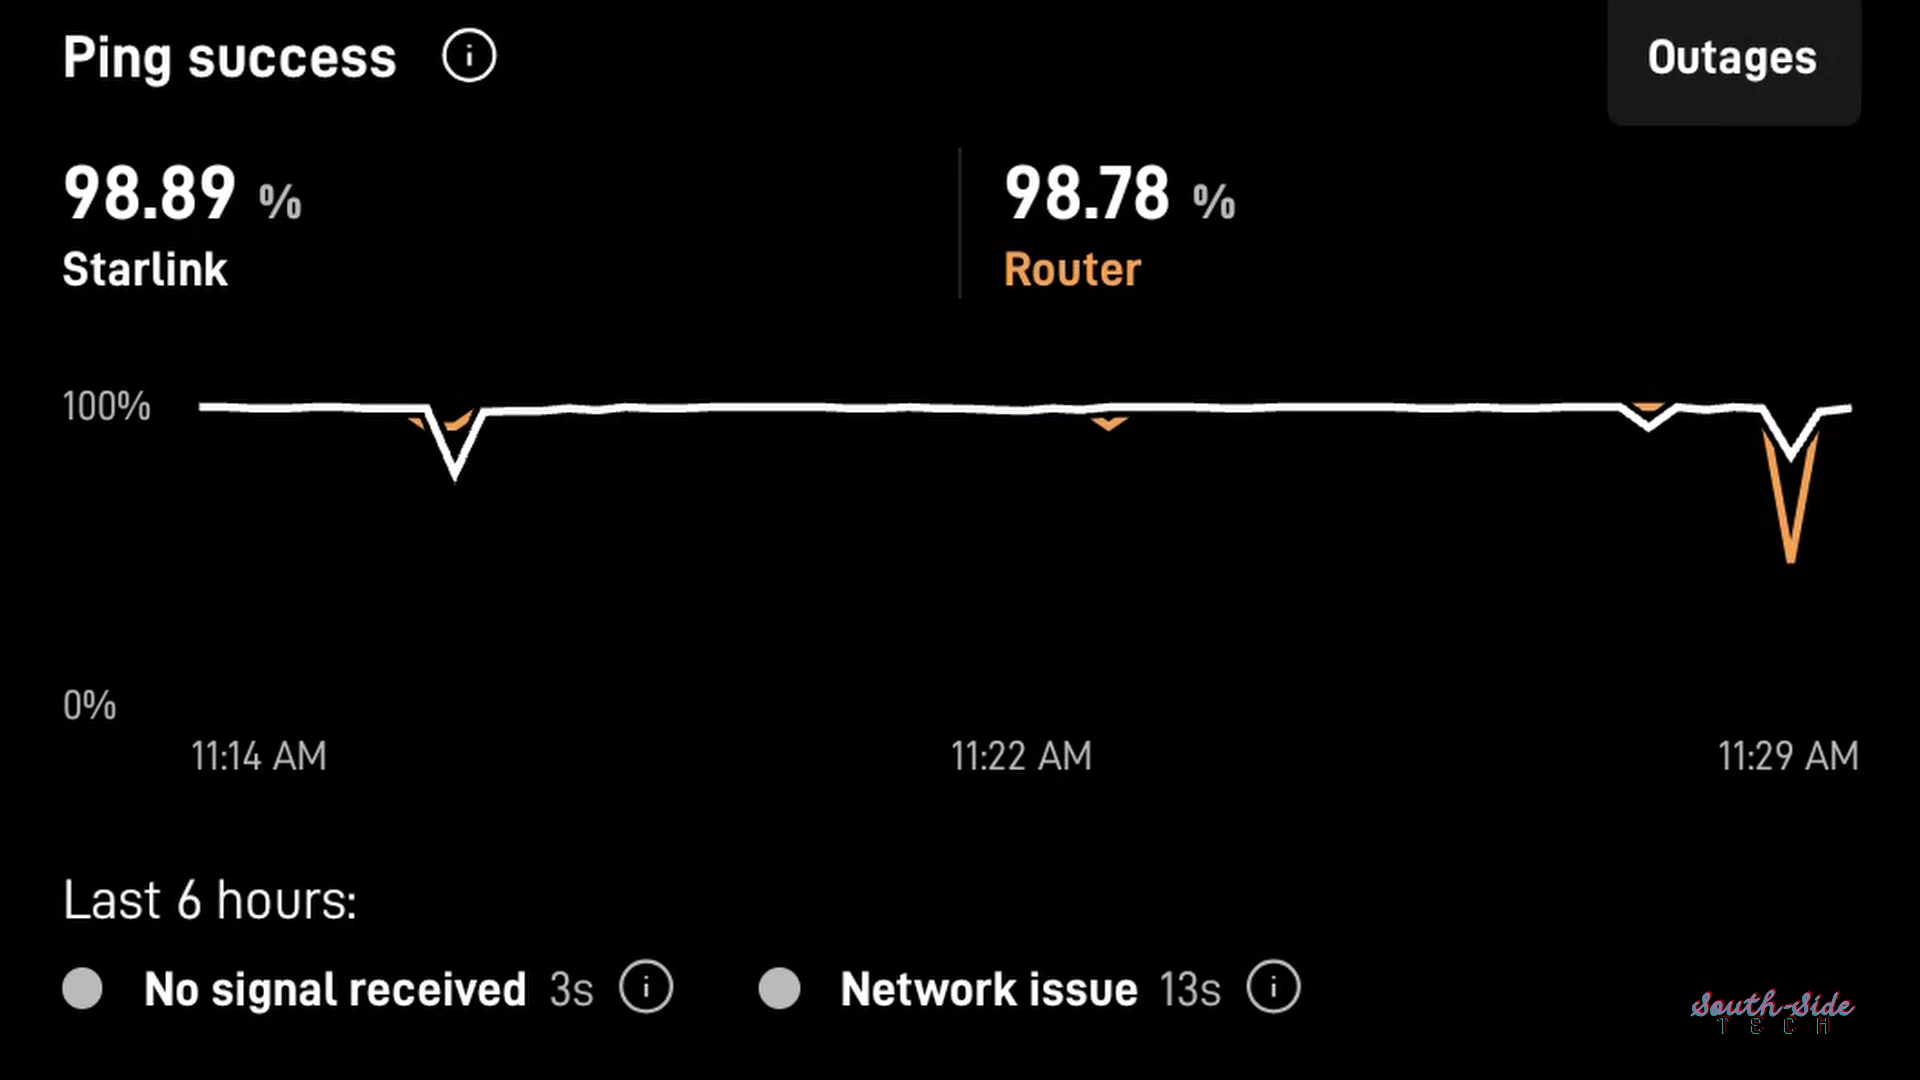 Ping success
Outages
98.89 %
Starlink
98.78 %
Router
100%
0%
11:14 AM
11:22 AM
11:29 AM
Last 6 hours:
No signal received 3s
Network issue 13s
South-Side
TECH